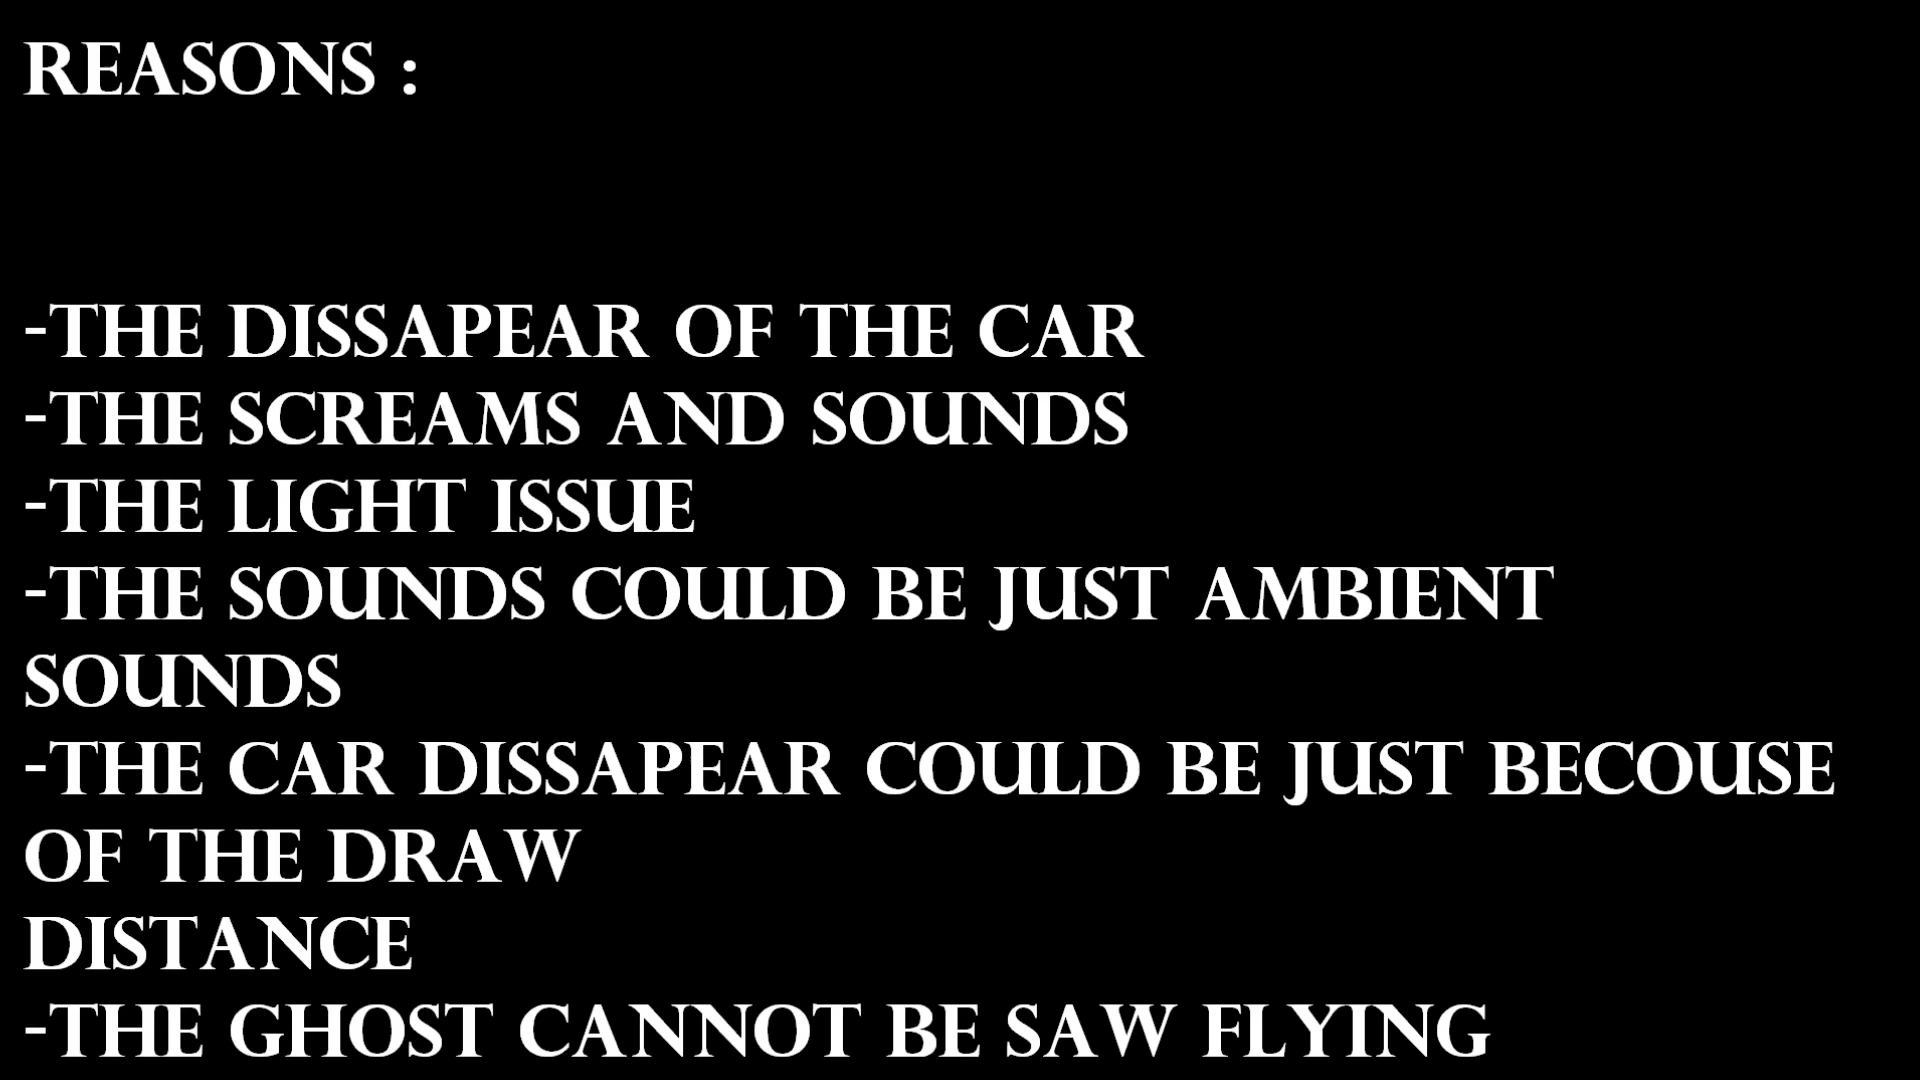 REASONS :
-THE DISSAPEAR OF THE CAR
-THE SCREAMS AND SOUNDS
-THE LIGHT ISSUE
-THE SOUNDS COULD BE JUST AMBIENT
SOUNDS
-THE CAR DISSAPEAR COULD BE JUST BECOUSE
OF THE DRAW
DISTANCE
-THE GHOST CANNOT BE SAW FLYING